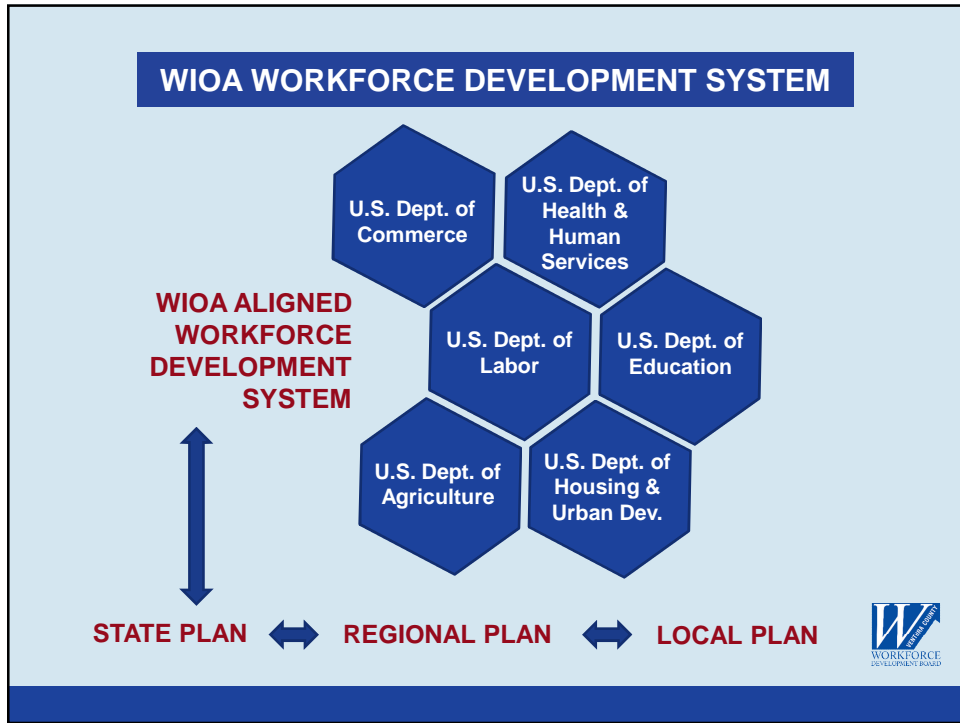 WIOA WORKFORCE DEVELOPMENT SYSTEM
U.S. Dept. of
Commerce
U.S. Dept. of
Health &
Human
Services
WIOA ALIGNED
WORKFORCE
DEVELOPMENT
SYSTEM
U.S. Dept. of
Labor
U.S. Dept. of
Education
U.S. Dept. of
Agriculture
U.S. Dept. of
Housing &
Urban Dev.
STATE PLAN
REGIONAL PLAN
LOCAL PLAN
W
VENTURA COUNTY
WORKFORCE
DEVELOPMENT BOARD